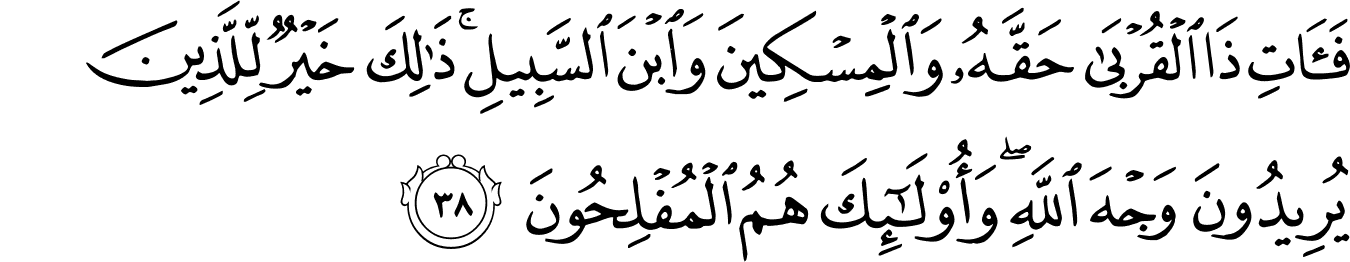 فَـَٔاتِ ذَا ٱلْقُرْبَىٰ حَقَّهُۥ وَٱلْمِسْكِينَ وَٱبْنَ ٱلسَّبِيلِ ۚ ذَٰلِكَ خَيْرٌ لِّلَّذِينَ
يُرِيدُونَ وَجْهَ ٱللَّهِ ۖ وَأُو۟لَـٰٓئِكَ هُمُ ٱلْمُفْلِحُونَ ٣٨